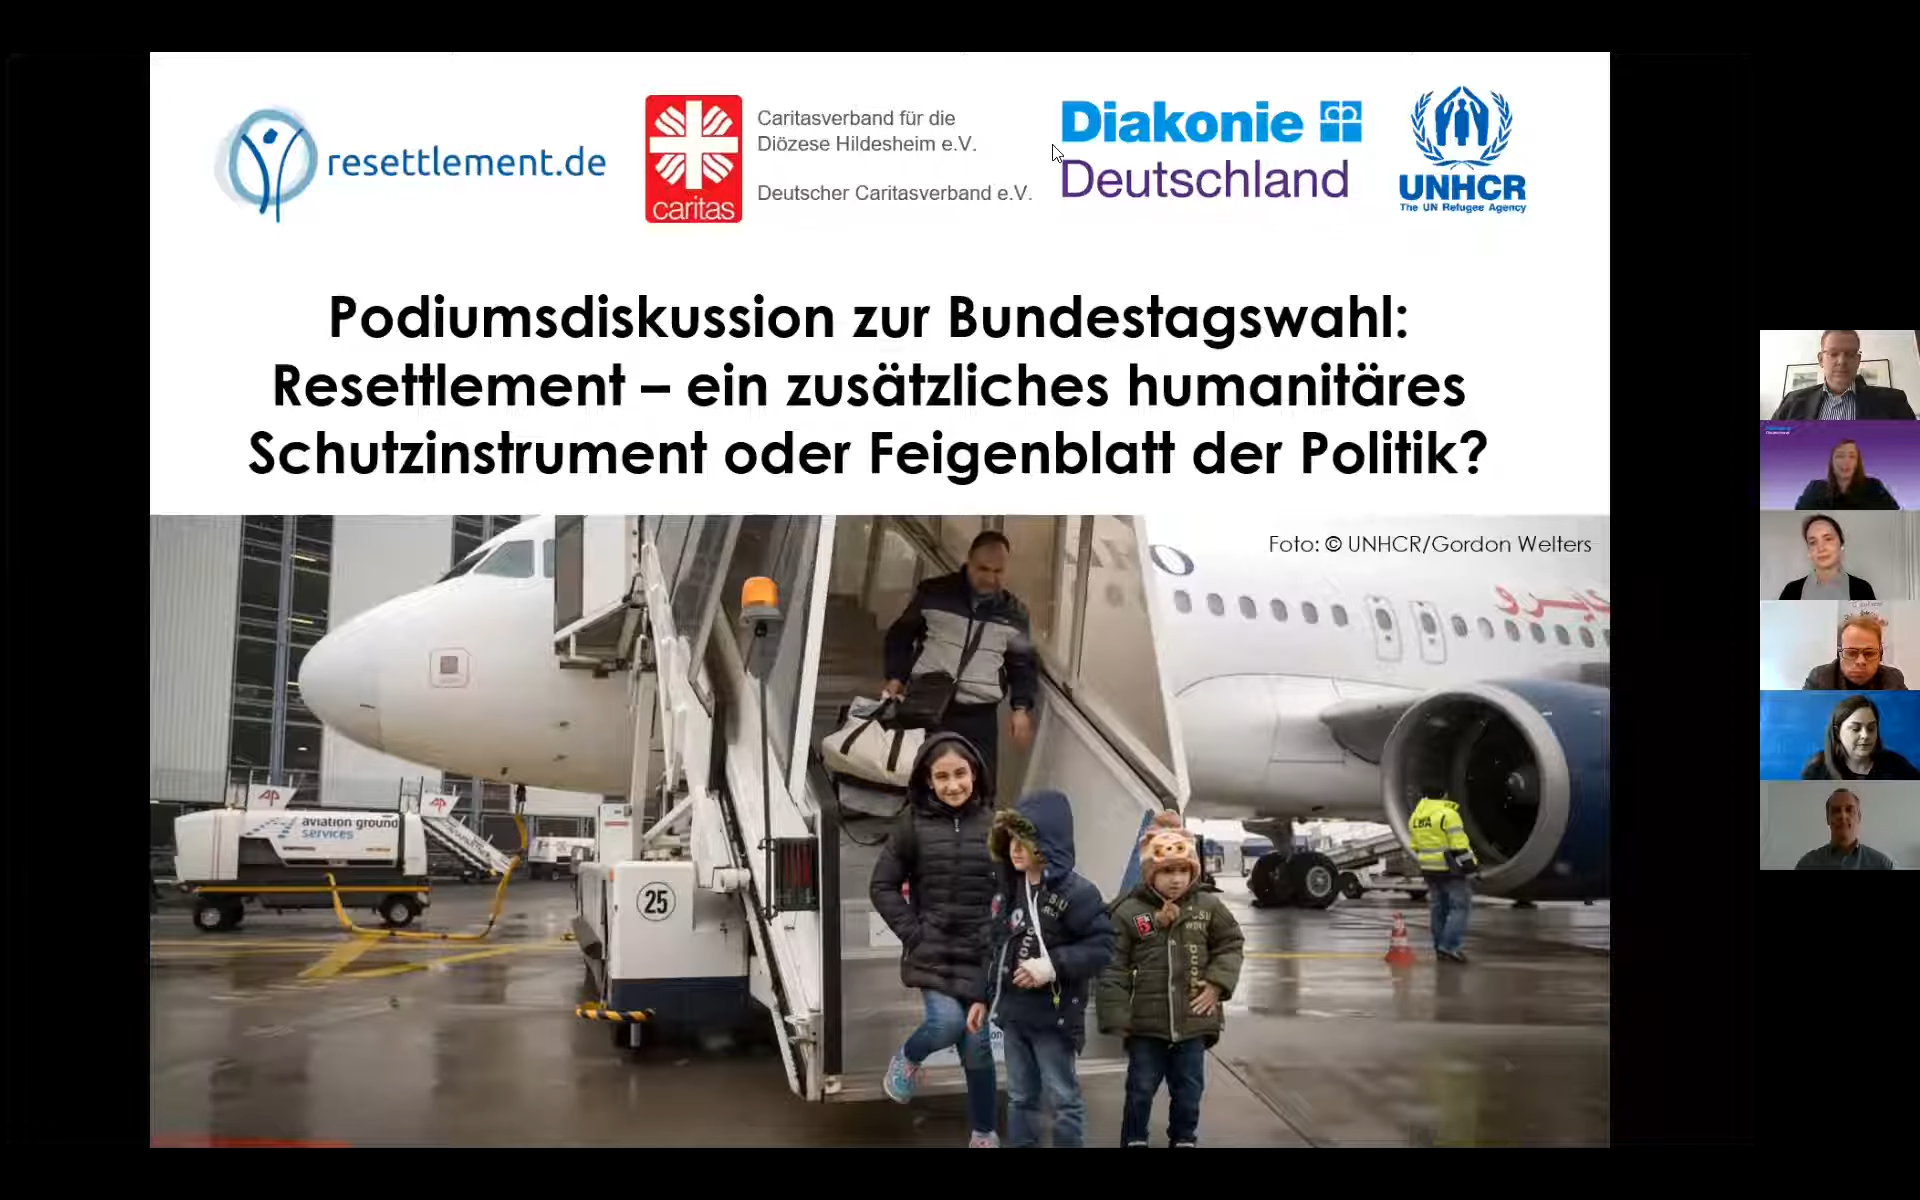 resettlement.de
caritas
Caritasverband für die
Diözese Hildesheim e.V.
Deutscher Caritasverband e.V.
Diakonie
Deutschland
UNHCR
The UN Refugee Agency
Podiumsdiskussion zur Bundestagswahl:
Resettlement – ein zusätzliches humanitäres
Schutzinstrument oder Feigenblatt der Politik?
Foto: © UNHCR/Gordon Welters
aviation ground
services
25